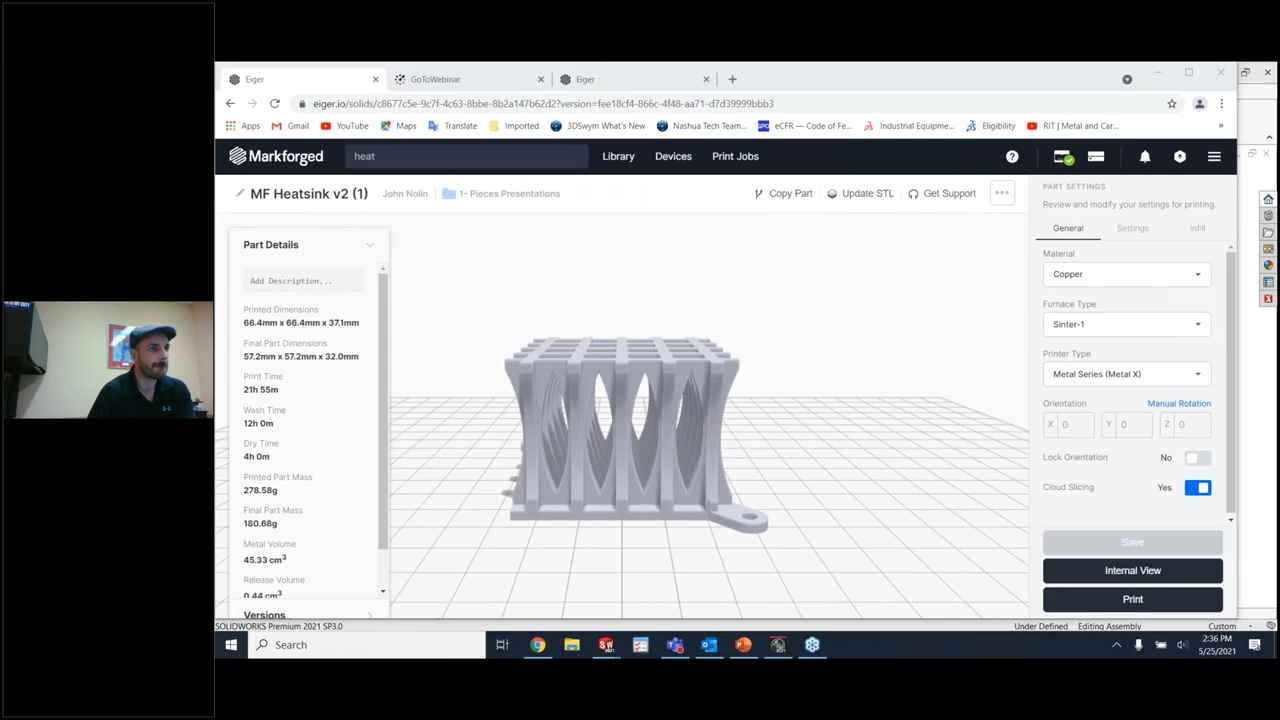 Eiger
GoToWebinar
Eiger
eiger.io/solids/c8677c5e-9c7f-4c63-8bbe-8b2a147b62d2?version=fee18cf4-866c-4f48-aa71-d7d39999bbb3
Apps
Gmail
YouTube
Maps
Translate
Imported
3DSwym What's New
Nashua Tech Team...
eCFR — Code of Fe...
Industrial Equipme...
Eligibility
RIT | Metal and Car...
»
Markforged
heat
Library
Devices
Print Jobs
MF Heatsink v2 (1)
John Nolin
1- Pieces Presentations
Copy Part
Update STL
Get Support
Part Details
Add Description...
Printed Dimensions
66.4mm x 66.4mm x 37.1mm
Final Part Dimensions
57.2mm x 57.2mm x 32.0mm
Print Time
21h 55m
Wash Time
12h 0m
Dry Time
4h 0m
Printed Part Mass
278.58g
Final Part Mass
180.68g
Metal Volume
45.33 cm3
Release Volume
0.44 cm3
Versions
PART SETTINGS
Review and modify your settings for printing.
General
Settings
Infill
Material
Copper
Furnace Type
Sinter-1
Printer Type
Metal Series (Metal X)
Orientation
Manual Rotation
X 0
Y 0
Z 0
Lock Orientation
No
Cloud Slicing
Yes
Save
Internal View
Print
SOLIDWORKS Premium 2021 SP3.0
Under Defined
Editing Assembly
Custom
Search
2:36 PM
5/25/2021